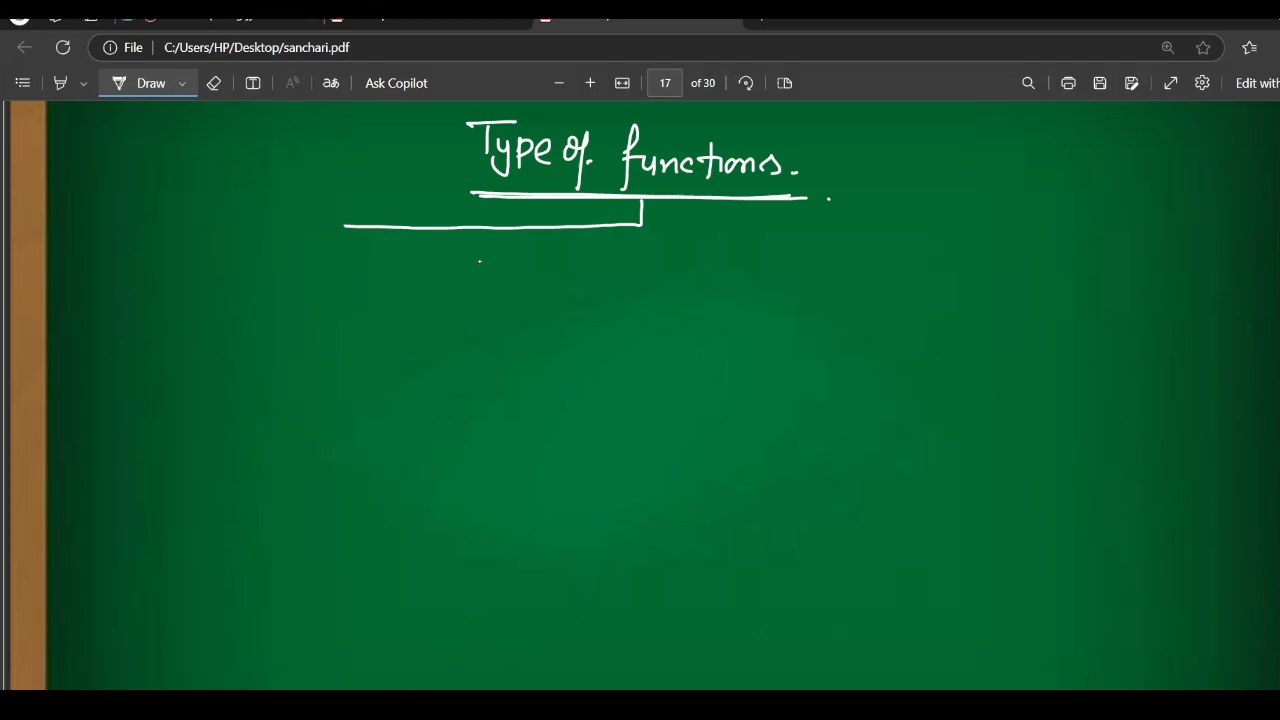 File C:/Users/HP/Desktop/sanchari.pdf
Draw Ask Copilot 17 of 30 Edit with
Type of functions.